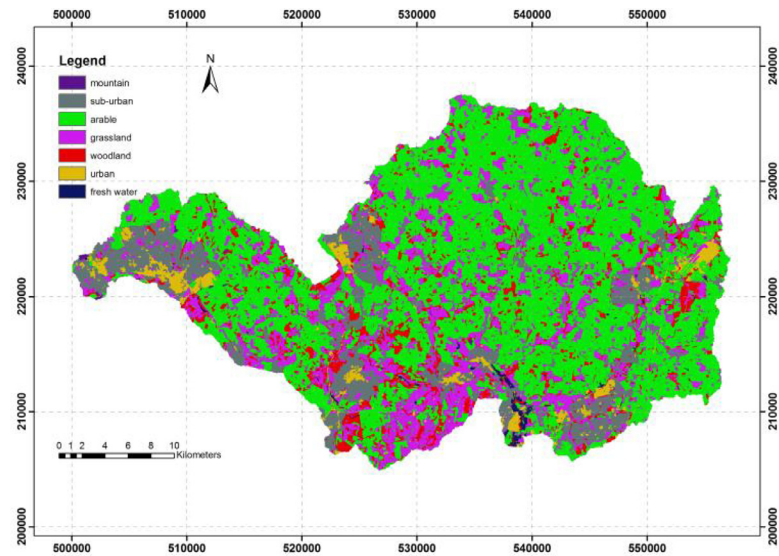 500000 510000 520000 530000 540000 550000
240000 240000
Legend
N
mountain
sub-urban
arable
grassland
woodland
urban
fresh water
230000 230000
220000 220000
210000 210000
0 1 2 4 6 8 10
Kilometers
200000 200000
500000 510000 520000 530000 540000 550000